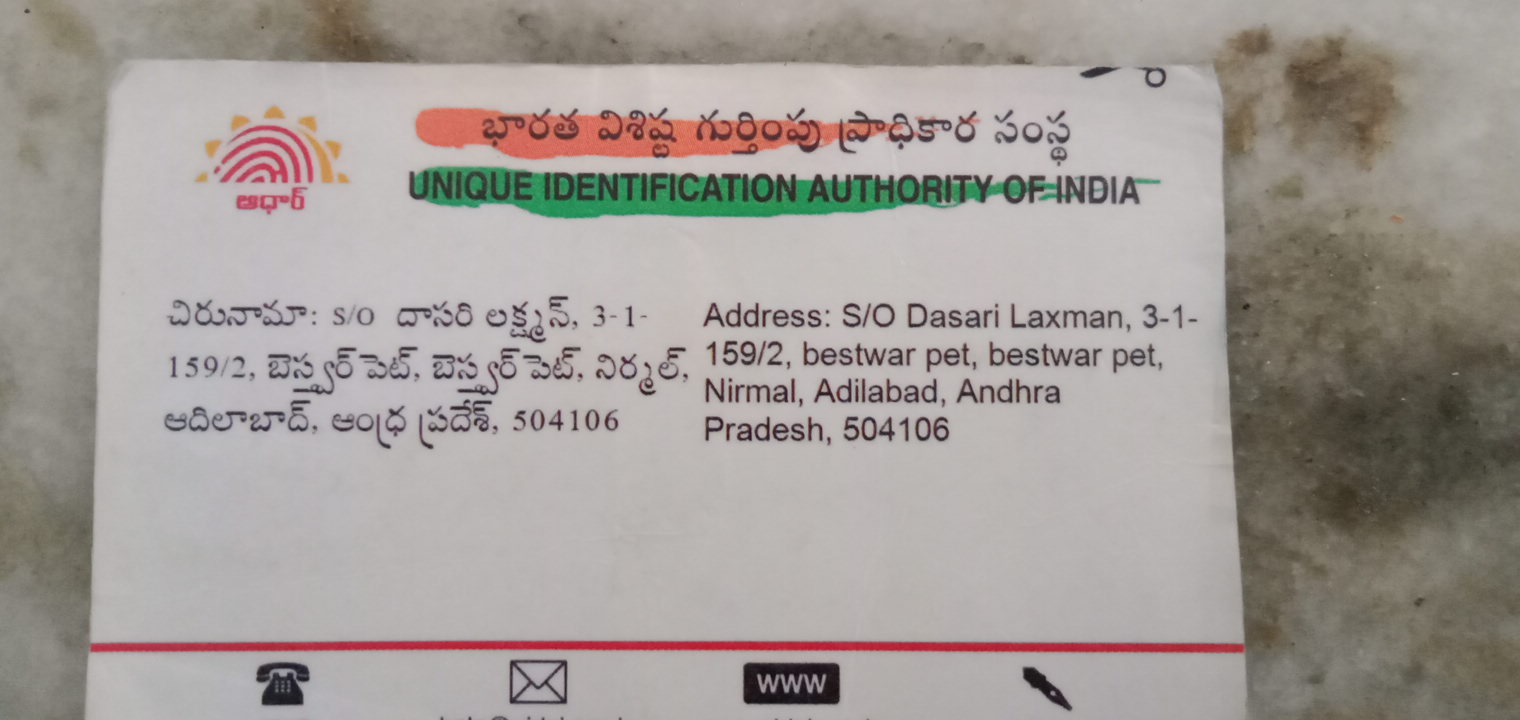 భారత విశిష్ట గుర్తింపు ప్రాధికార సంస్థ
UNIQUE IDENTIFICATION AUTHORITY OF INDIA
ఆధార్
చిరునామా: S/O దాసరి లక్ష్మన్, 3-1-
159/2, బెస్త్వర్ పెట్, బెస్త్వర్ పెట్, నిర్మల్,
ఆదిలాబాద్, ఆంధ్ర ప్రదేశ్, 504106
Address: S/O Dasari Laxman, 3-1-
159/2, bestwar pet, bestwar pet,
Nirmal, Adilabad, Andhra
Pradesh, 504106
WWW